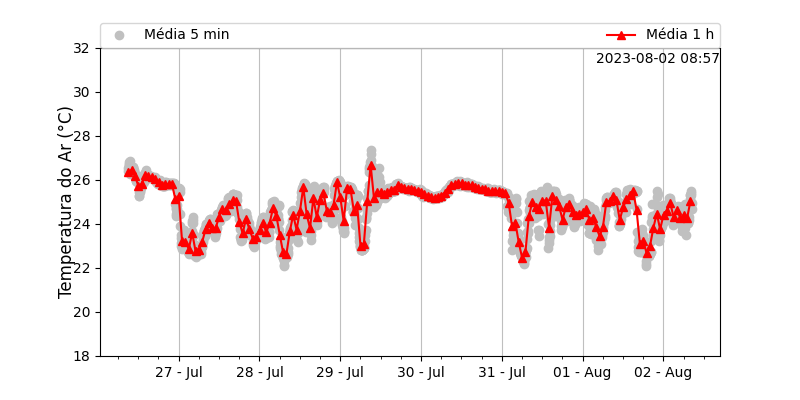 Média 5 min
Média 1 h
2023-08-02 08:57
Temperatura do Ar (°C)
32
30
28
26
24
22
20
18
27 - Jul
28 - Jul
29 - Jul
30 - Jul
31 - Jul
01 - Aug
02 - Aug